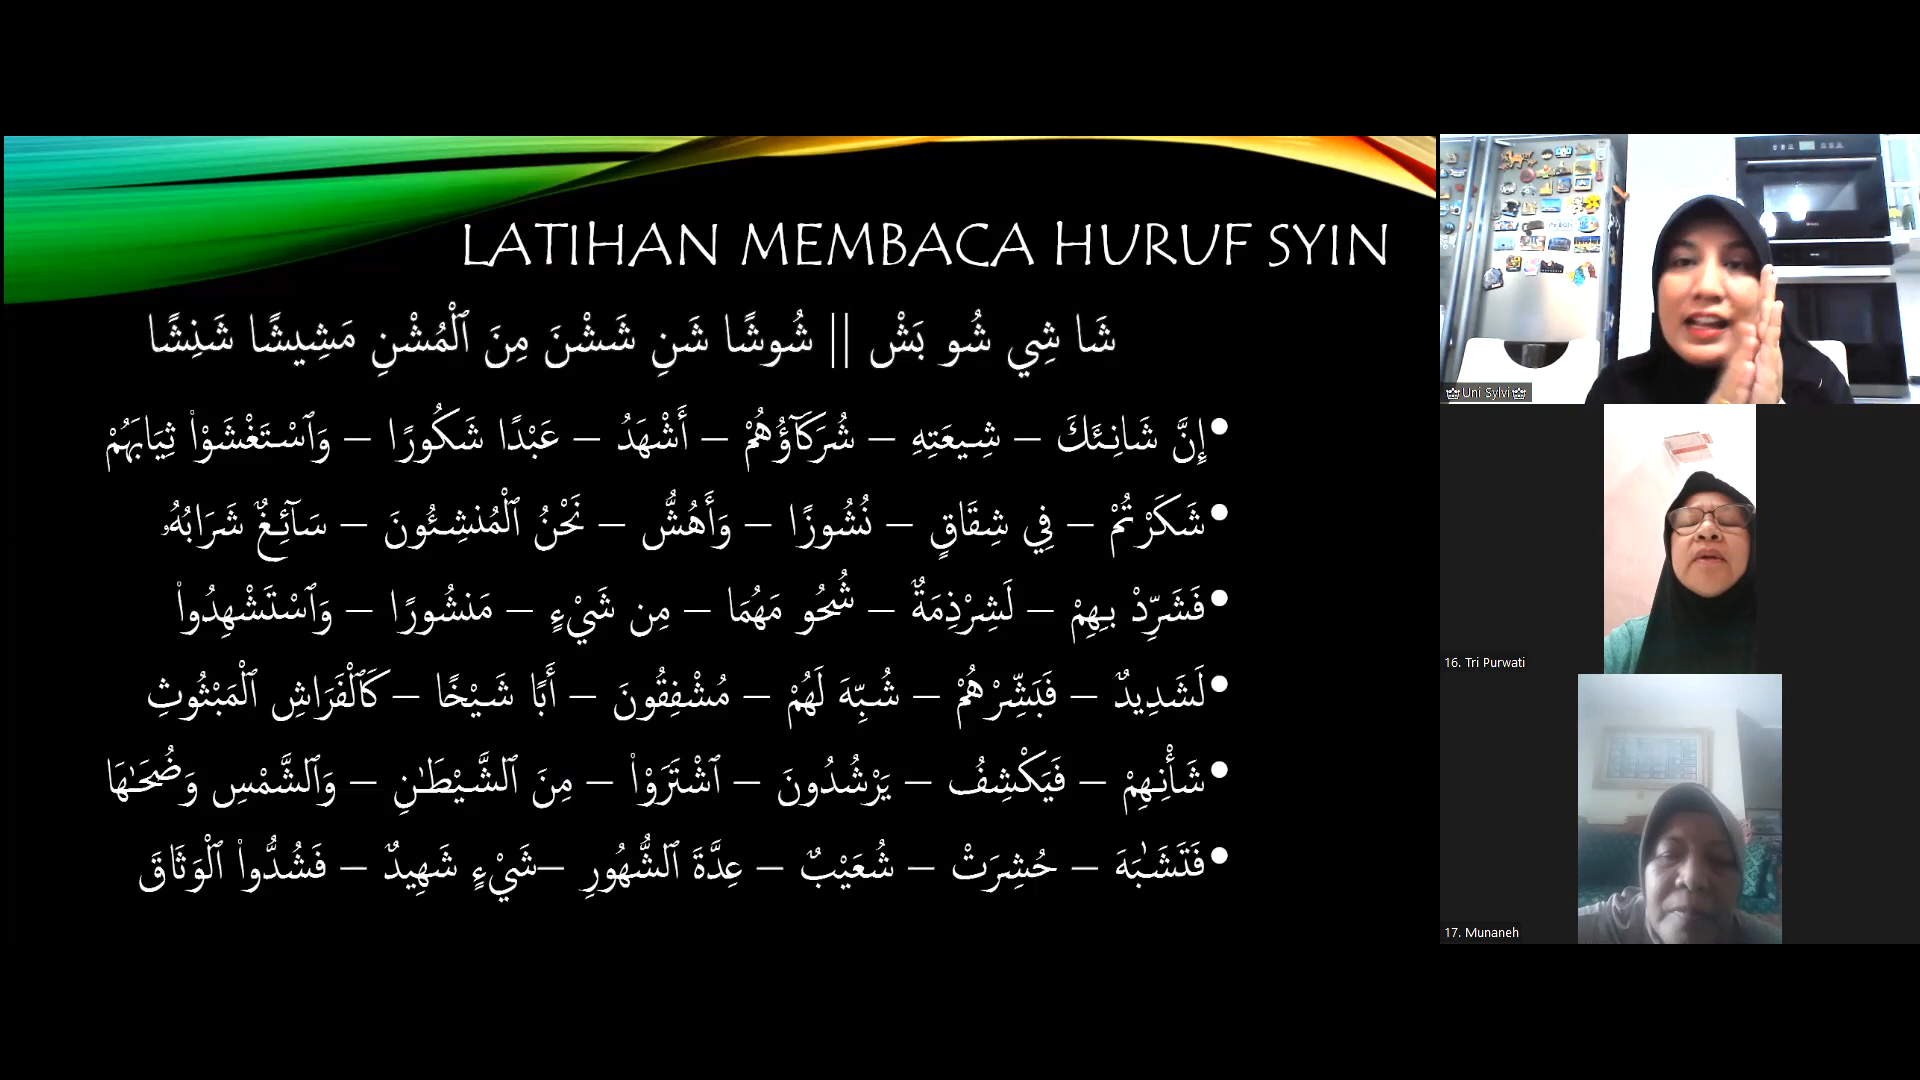 LATIHAN MEMBACA HURUF SYIN
شَا شِي شُو بَشْ || شُوشًا شَنِ شَشْنَ مِنَ ٱلْمُشْنِ مَشِيشًا شَنِشًا
•إِنَّ شَانِئَكَ – شِيعَتِهِ – شُرَكَآؤُهُمْ – أَشْهَدُ – عَبْدًا شَكُورًا – وَٱسْتَغْشَوْا۟ ثِيَابَهُمْ
•شَكَرْتُمْ – فِي شِقَاقٍ – نُشُوزًا – وَأَهُشُّ – نَحْنُ ٱلْمُنشِـُٔونَ – سَآئِغٌ شَرَابُهُۥ
•فَشَرِّدْ بِهِمْ – لَشِرْذِمَةٌ – شُحُو مَهُمَا – مِن شَيْءٍ – مَنشُورًا – وَٱسْتَشْهِدُوا۟
•لَشَدِيدٌ – فَبَشِّرْهُمْ – شُبِّهَ لَهُمْ – مُشْفِقُونَ – أَبًا شَيْخًا – كَٱلْفَرَاشِ ٱلْمَبْثُوثِ
•شَأْنِهِمْ – فَيَكْشِفُ – يَرْشُدُونَ – ٱشْتَرَوْا۟ – مِنَ ٱلشَّيْطَـٰنِ – وَٱلشَّمْسِ وَضُحَىٰهَا
•فَتَشَـٰبَهَ – حُشِرَتْ – شُعَيْبٌ – عِدَّةَ ٱلشُّهُورِ –شَيْءٍ شَهِيدٌ – فَشُدُّوا۟ ٱلْوَثَاقَ
Uni Sylvi
16. Tri Purwati
17. Munaneh